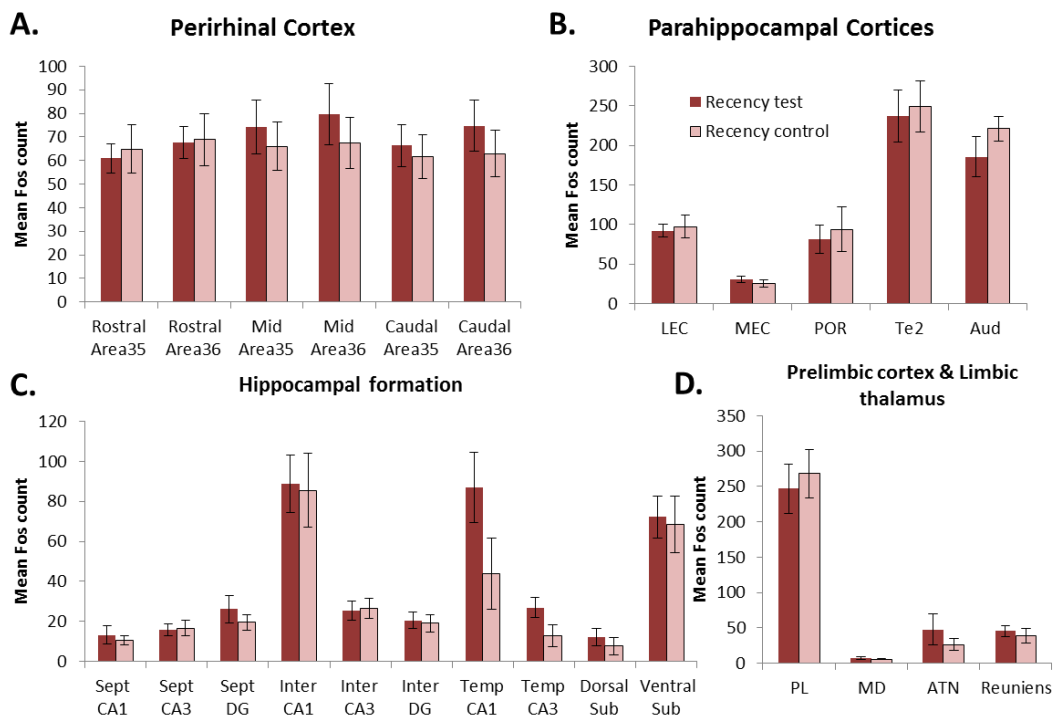 A.
Perirhinal Cortex
Mean Fos count
100
90
80
70
60
50
40
30
20
10
0
Rostral Rostral Mid Mid Caudal Caudal
Area35 Area36 Area35 Area36 Area35 Area36
B.
Parahippocampal Cortices
Mean Fos count
300
250
200
150
100
50
0
Recency test
Recency control
LEC MEC POR Te2 Aud
C.
Hippocampal formation
Mean Fos count
120
100
80
60
40
20
0
Sept Sept Sept Inter Inter Inter Temp Temp Dorsal Ventral
CA1 CA3 DG CA1 CA3 DG CA1 CA3 Sub Sub
D.
Prelimbic cortex & Limbic
thalamus
Mean Fos count
350
300
250
200
150
100
50
0
PL MD ATN Reuniens